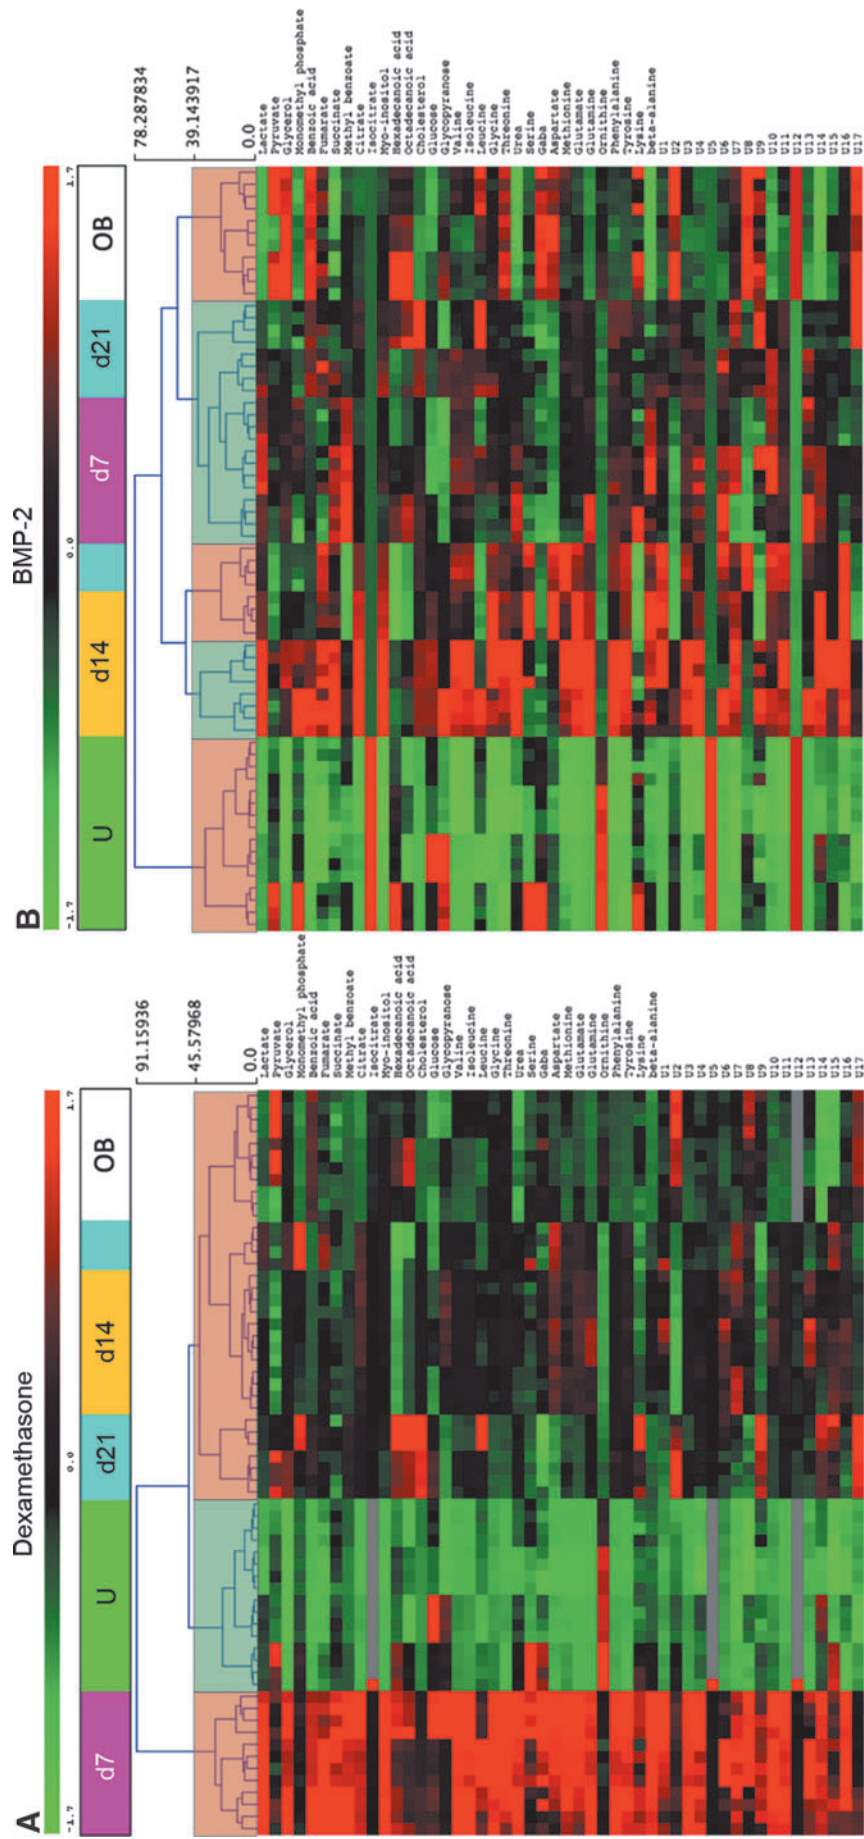 A
Dexamethasone
-1.7
0.0
1.7
d7
U
d21
d14
OB
91.15936
45.57968
0.0
Lactate
Pyruvate
Glycerol
Monomethyl phosphate
Benzoic acid
Fumarate
Succinate
Methyl benzoate
Citrate
Isocitrate
Myo-inositol
Hexadecanoic acid
Octadecanoic acid
Cholesterol
Glucose
Glycopyranose
Valine
Isoleucine
Leucine
Glycine
Threonine
Urea
Serine
Gaba
Aspartate
Methionine
Glutamate
Glutamine
Ornithine
Phenylalanine
Tyrosine
Lysine
beta-alanine
U1
U2
U3
U4
U5
U6
U7
U8
U9
U10
U11
U12
U13
U14
U15
U16
U17
B
BMP-2
-1.7
0.0
1.7
U
d14
d7
d21
OB
78.287834
39.143917
0.0
Lactate
Pyruvate
Glycerol
Monomethyl phosphate
Benzoic acid
Fumarate
Succinate
Methyl benzoate
Citrate
Isocitrate
Myo-inositol
Hexadecanoic acid
Octadecanoic acid
Cholesterol
Glucose
Glycopyranose
Valine
Isoleucine
Leucine
Glycine
Threonine
Urea
Serine
Gaba
Aspartate
Methionine
Glutamate
Glutamine
Ornithine
Phenylalanine
Tyrosine
Lysine
beta-alanine
U1
U2
U3
U4
U5
U6
U7
U8
U9
U10
U11
U12
U13
U14
U15
U16
U17